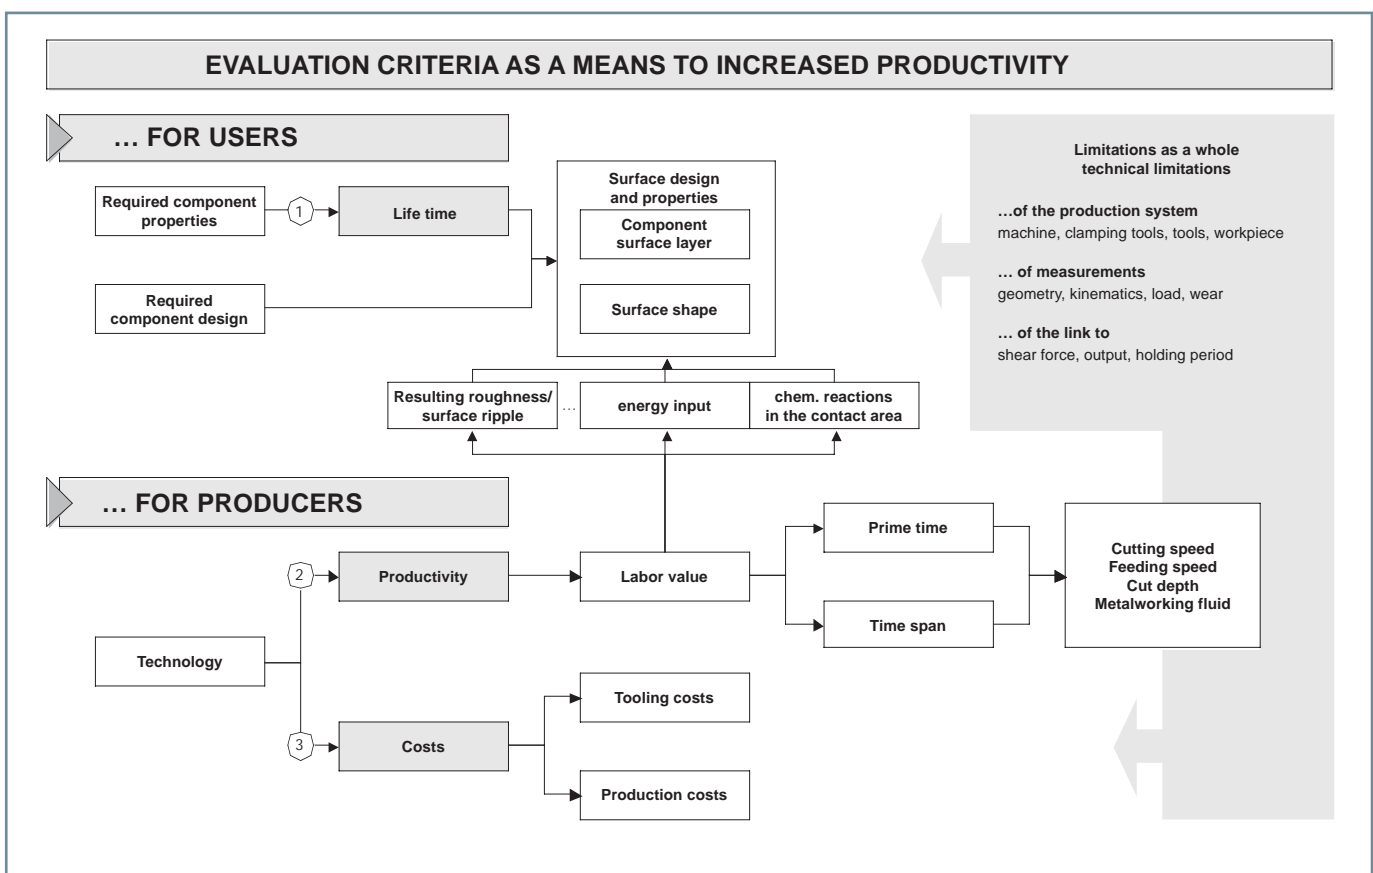 EVALUATION CRITERIA AS A MEANS TO INCREASED PRODUCTIVITY
... FOR USERS
Required component
properties
1
Life time
Required
component design
Surface design
and properties
Component
surface layer
Surface shape
Limitations as a whole
technical limitations
...of the production system
machine, clamping tools, tools, workpiece
... of measurements
geometry, kinematics, load, wear
... of the link to
shear force, output, holding period
Resulting roughness/
surface ripple
...
energy input
chem. reactions
in the contact area
... FOR PRODUCERS
2
Productivity
Labor value
Prime time
Time span
Cutting speed
Feeding speed
Cut depth
Metalworking fluid
Technology
3
Costs
Tooling costs
Production costs